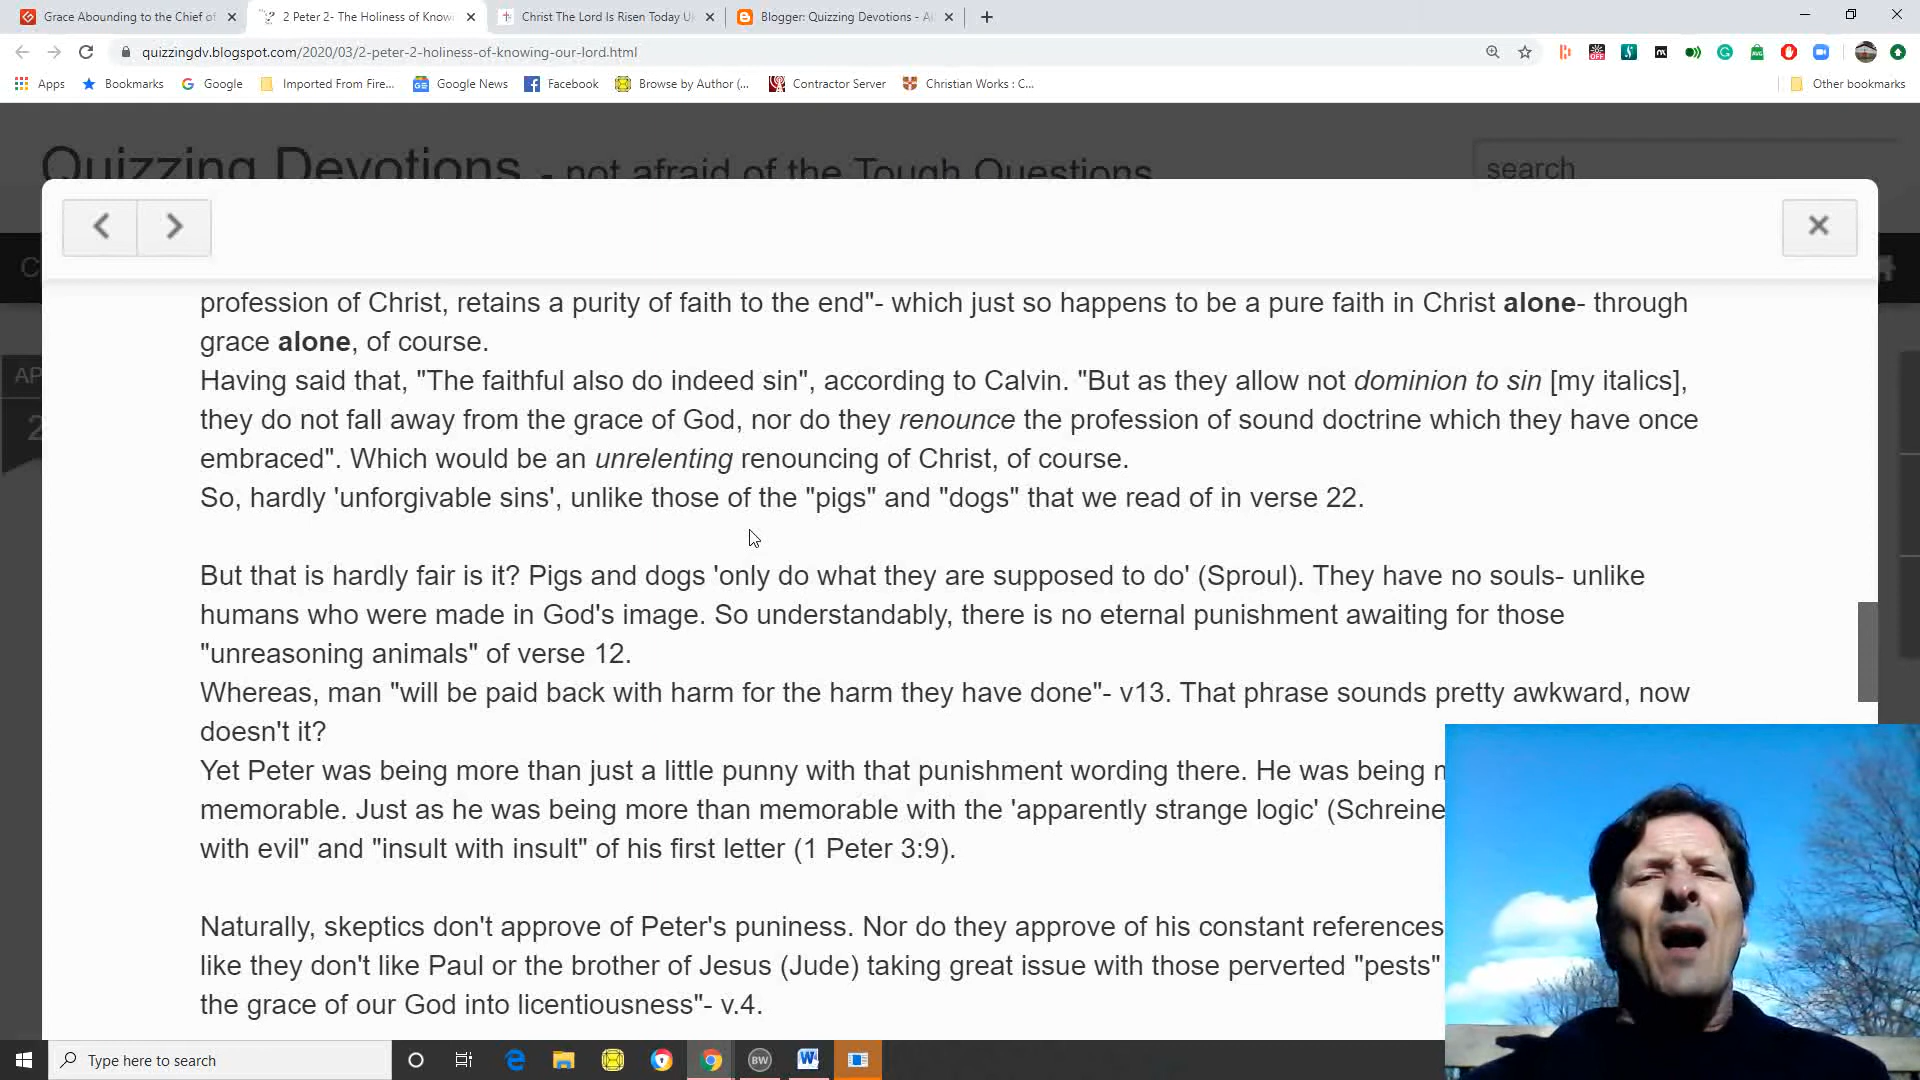 Grace Abounding to the Chief of
2 Peter 2- The Holiness of Know
Christ The Lord Is Risen Today U
Blogger: Quizzing Devotions - A
quizzingdv.blogspot.com/2020/03/2-peter-2-holiness-of-knowing-our-lord.html
Apps
Bookmarks
Google
Imported From Fire...
Google News
Facebook
Browse by Author (...
Contractor Server
Christian Works : C...
Other bookmarks
Quizzing Devotions - not afraid of the Tough Questions
search
AP
2
profession of Christ, retains a purity of faith to the end"- which just so happens to be a pure faith in Christ alone- through
grace alone, of course.
Having said that, "The faithful also do indeed sin", according to Calvin. "But as they allow not dominion to sin [my italics],
they do not fall away from the grace of God, nor do they renounce the profession of sound doctrine which they have once
embraced". Which would be an unrelenting renouncing of Christ, of course.
So, hardly 'unforgivable sins', unlike those of the "pigs" and "dogs" that we read of in verse 22.
But that is hardly fair is it? Pigs and dogs 'only do what they are supposed to do' (Sproul). They have no souls- unlike
humans who were made in God's image. So understandably, there is no eternal punishment awaiting for those
"unreasoning animals" of verse 12.
Whereas, man "will be paid back with harm for the harm they have done"- v13. That phrase sounds pretty awkward, now
doesn't it?
Yet Peter was being more than just a little punny with that punishment wording there. He was being m
memorable. Just as he was being more than memorable with the 'apparently strange logic' (Schreine
with evil" and "insult with insult" of his first letter (1 Peter 3:9).
Naturally, skeptics don't approve of Peter's puniness. Nor do they approve of his constant references
like they don't like Paul or the brother of Jesus (Jude) taking great issue with those perverted "pests"
the grace of our God into licentiousness"- v.4.
Type here to search
BW